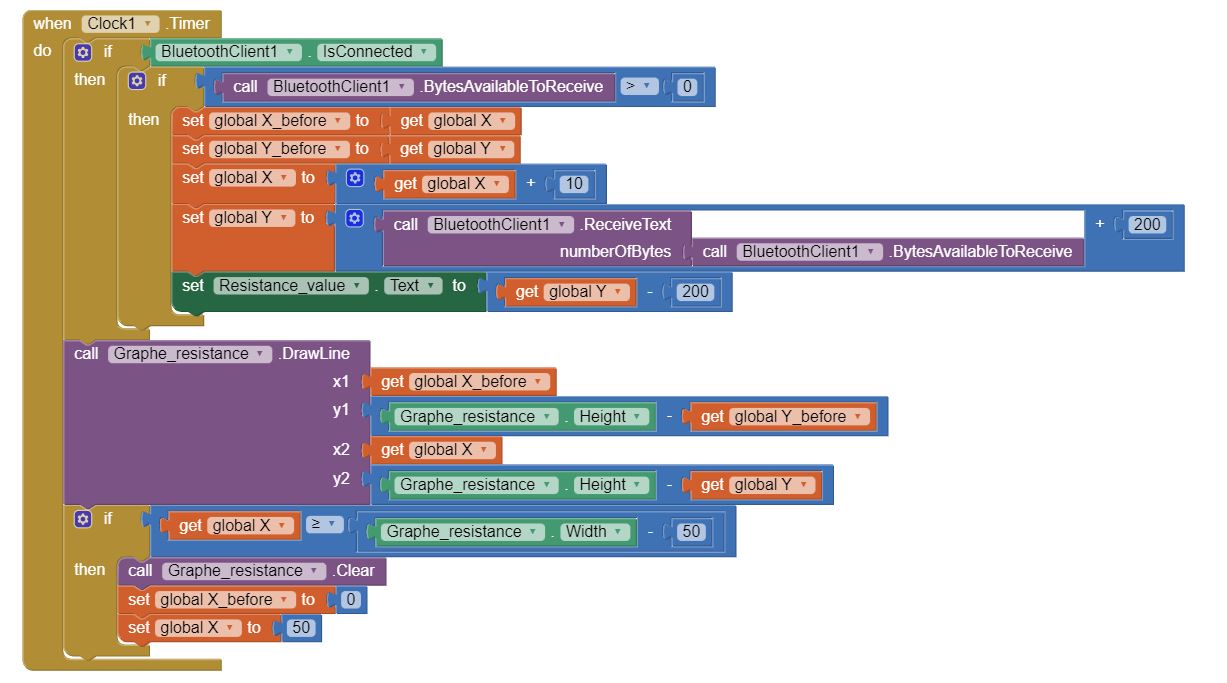 when Clock1 .Timer
do if BluetoothClient1 . IsConnected
then if call BluetoothClient1 .BytesAvailableToReceive > 0
then set global X_before to get global X
set global Y_before to get global Y
set global X to get global X + 10
set global Y to call BluetoothClient1 .ReceiveText + 200
numberOfBytes call BluetoothClient1 .BytesAvailableToReceive
set Resistance_value . Text to get global Y - 200
call Graphe_resistance .DrawLine
x1 get global X_before
y1 Graphe_resistance . Height - get global Y_before
x2 get global X
y2 Graphe_resistance . Height - get global Y
if get global X ≥ Graphe_resistance . Width - 50
then call Graphe_resistance .Clear
set global X_before to 0
set global X to 50